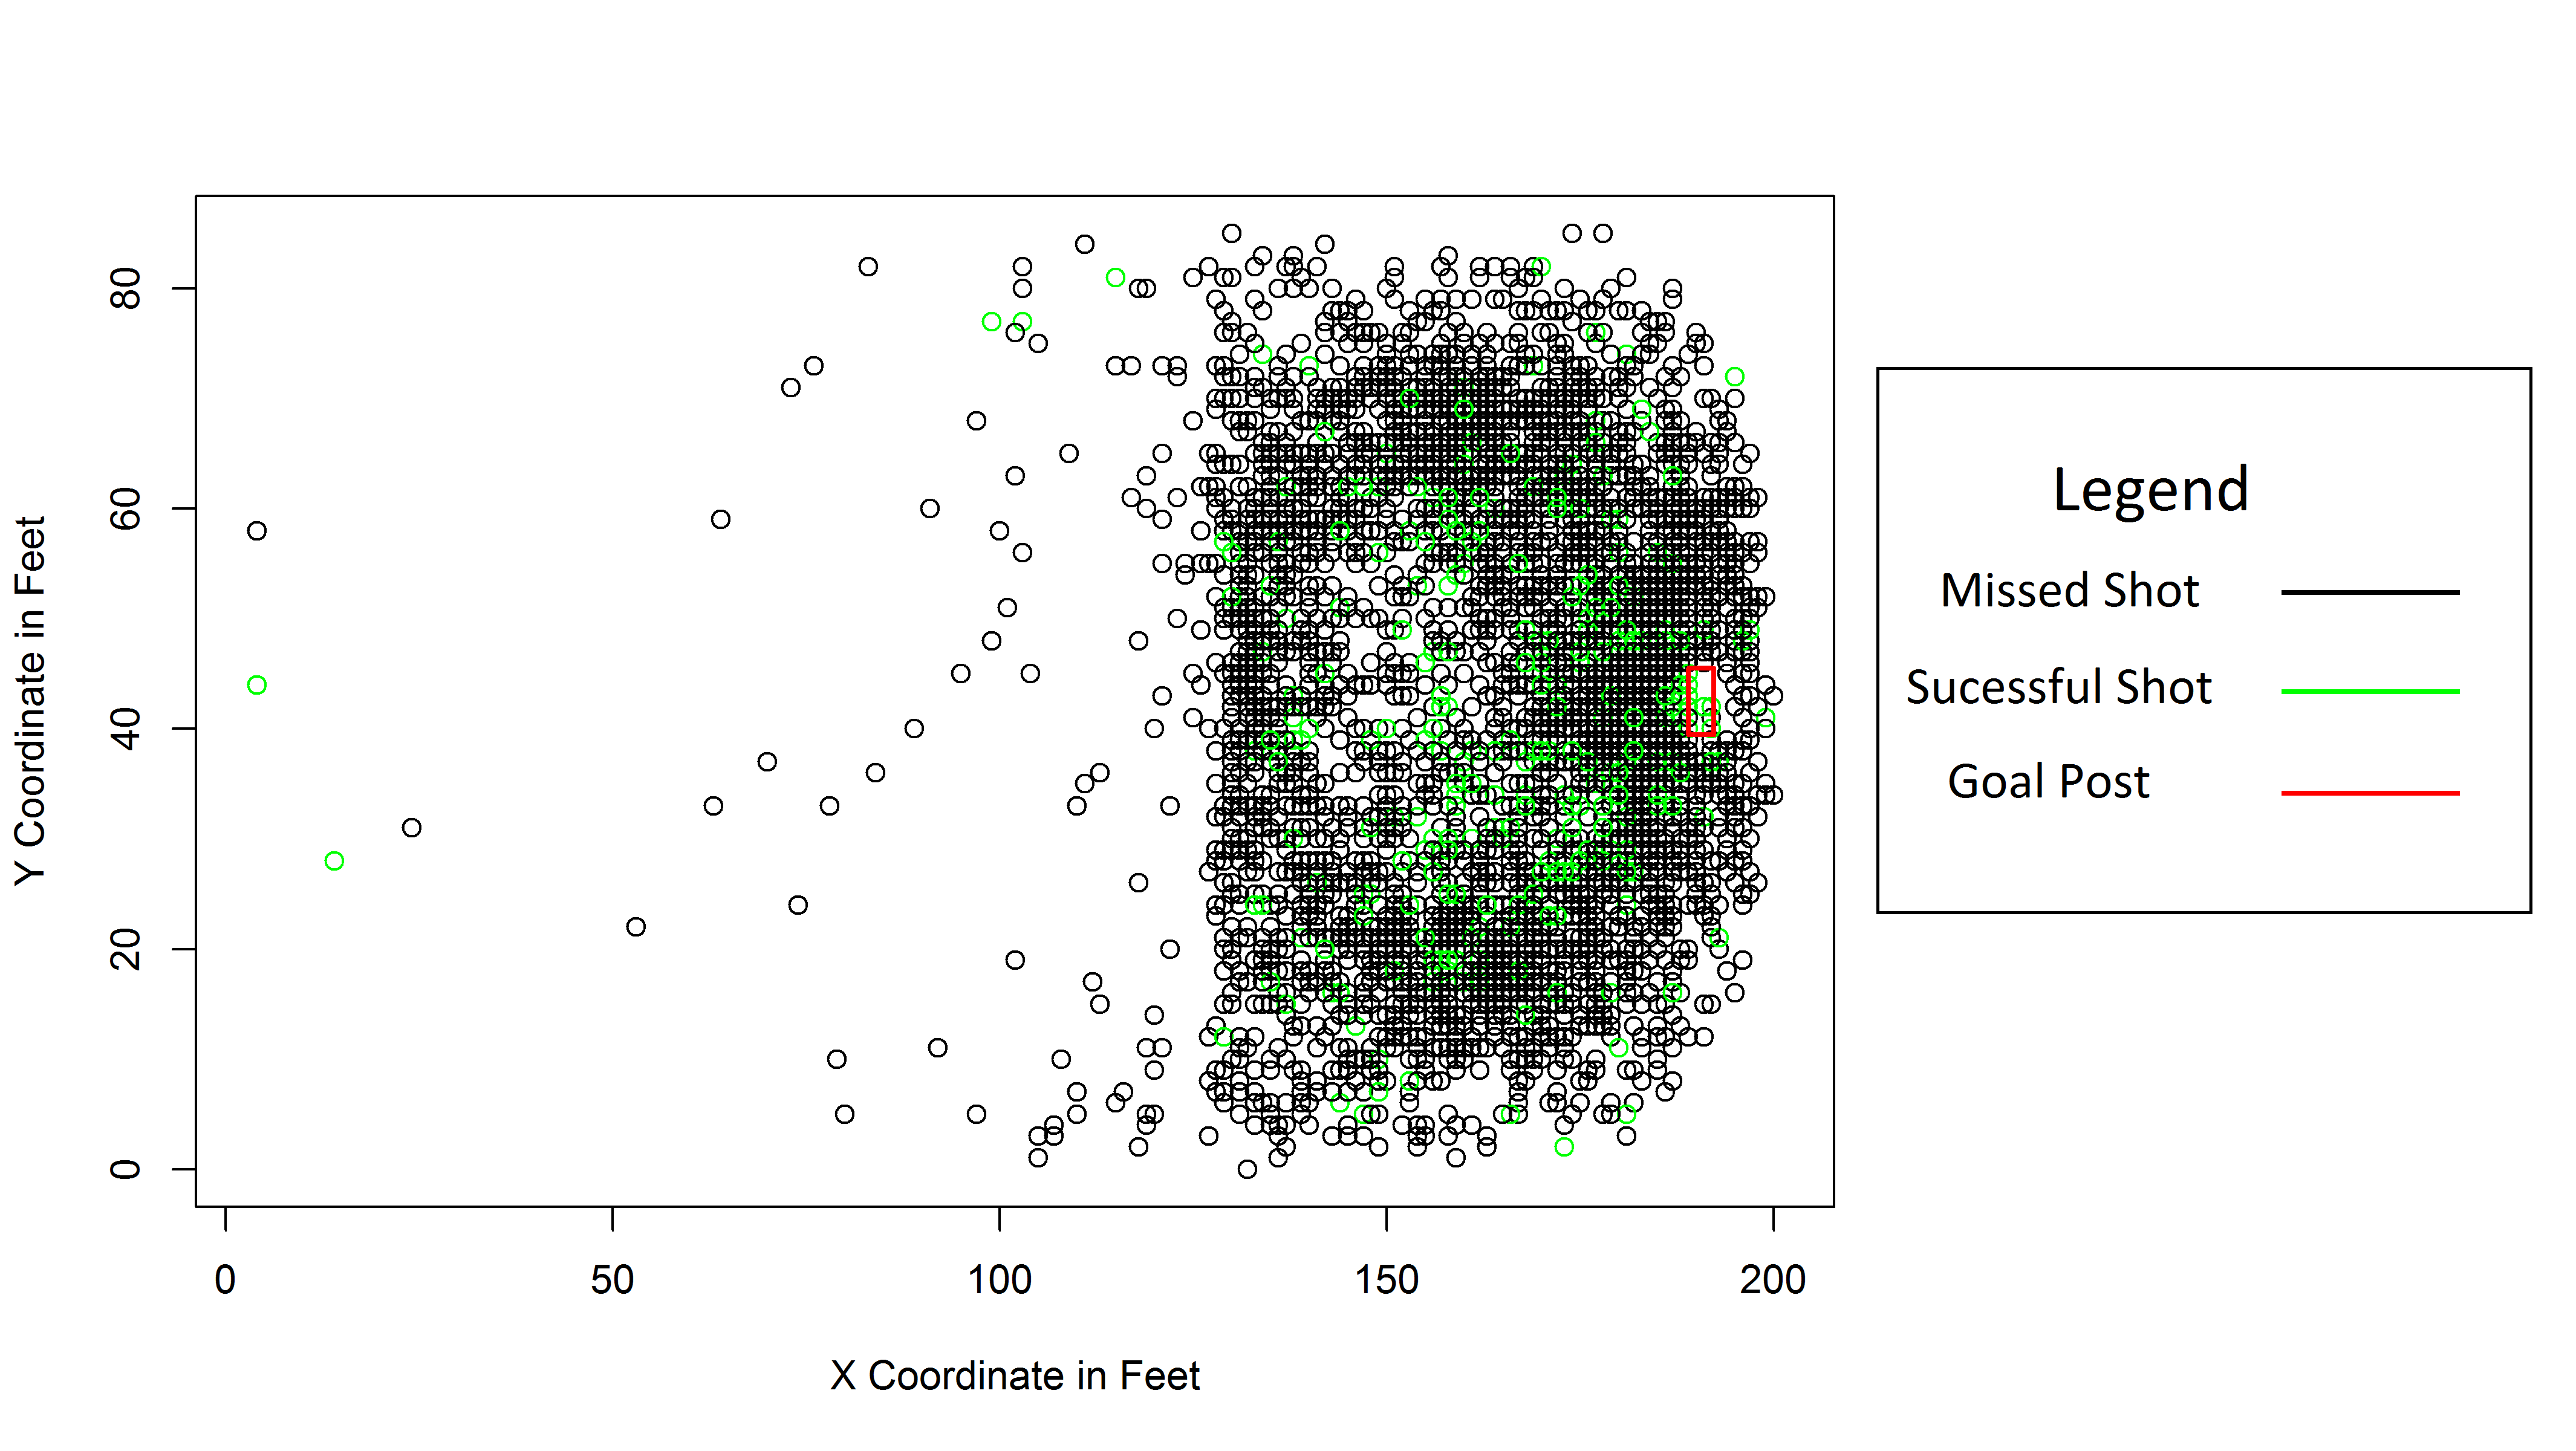 80
60
40
20
0
Y Coordinate in Feet
0 50 100 150 200
X Coordinate in Feet
Legend
Missed Shot
Sucessful Shot
Goal Post